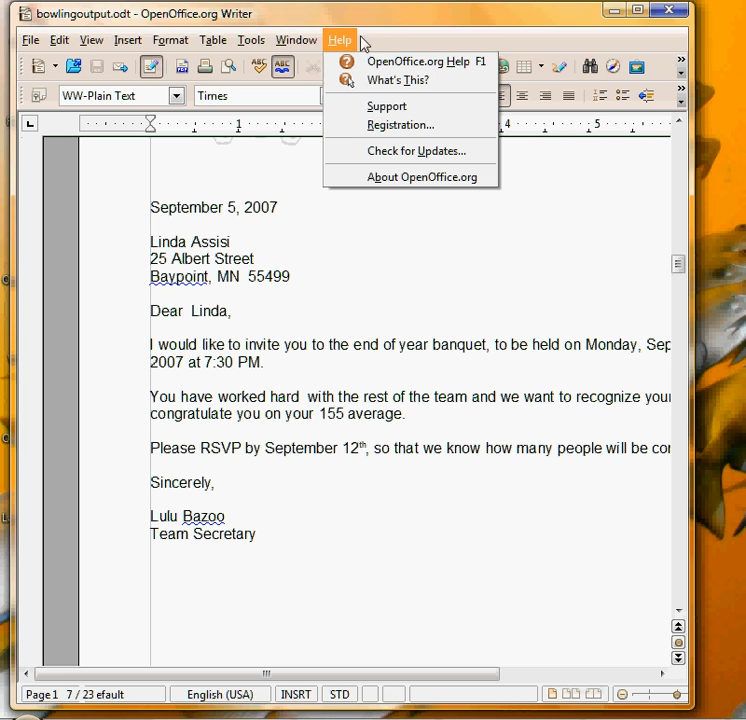 bowlingoutput.odt - OpenOffice.org Writer
File Edit View Insert Format Table Tools Window Help
OpenOffice.org Help F1
What's This?
Support
Registration...
Check for Updates...
About OpenOffice.org
WW-Plain Text Times
1 4 5
September 5, 2007
Linda Assisi
25 Albert Street
Baypoint, MN 55499
Dear Linda,
I would like to invite you to the end of year banquet, to be held on Monday, Sep
2007 at 7:30 PM.
You have worked hard with the rest of the team and we want to recognize your
congratulate you on your 155 average.
Please RSVP by September 12th, so that we know how many people will be cor
Sincerely,
Lulu Bazoo
Team Secretary
Page 1 7 / 23 efault English (USA) INSRT STD